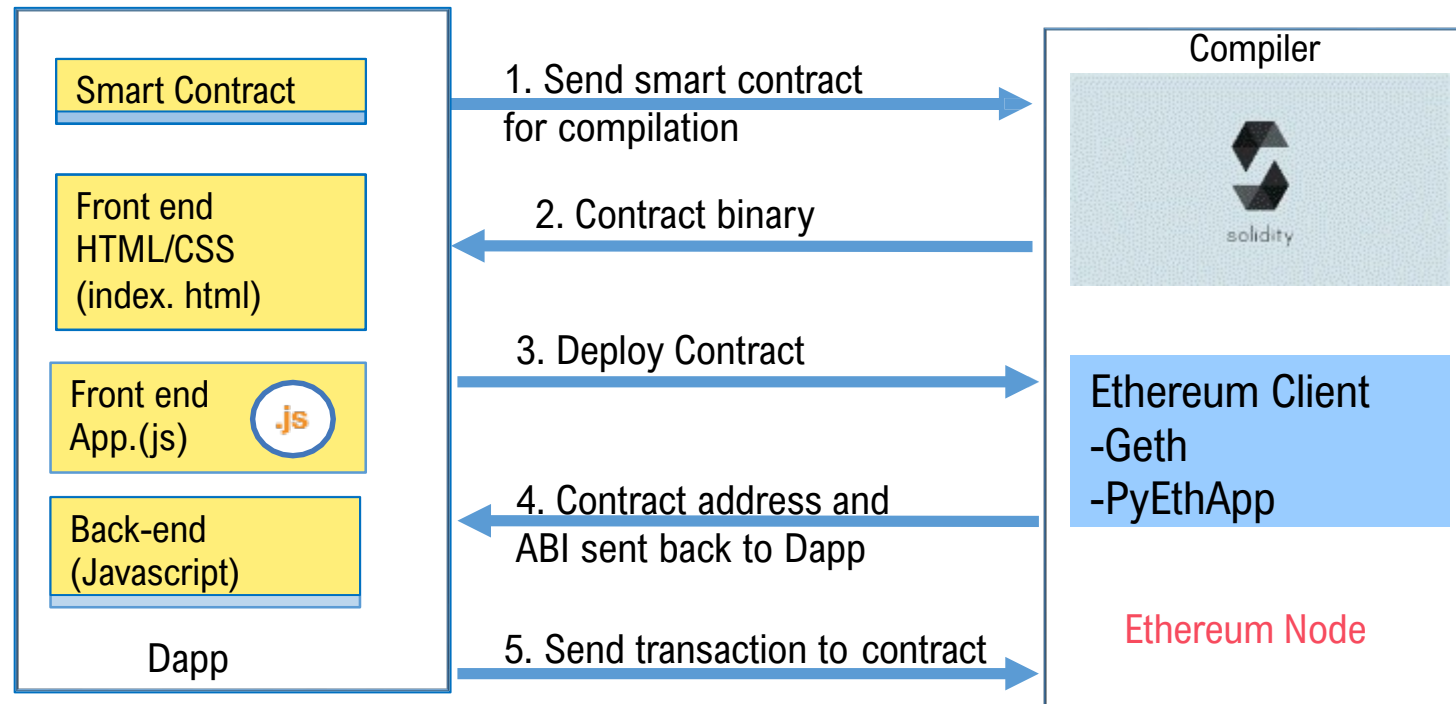 Smart Contract
Front end
HTML/CSS
(index. html)
Front end
App.(js)
.js
Back-end
(Javascript)
Dapp
1. Send smart contract
for compilation
2. Contract binary
3. Deploy Contract
4. Contract address and
ABI sent back to Dapp
5. Send transaction to contract
Compiler
solidity
Ethereum Client
-Geth
-PyEthApp
Ethereum Node